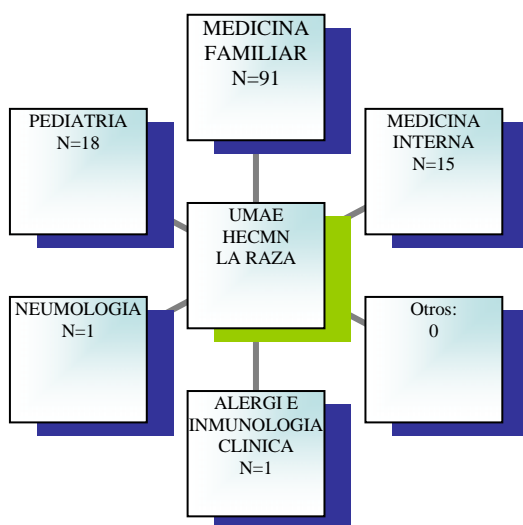 MEDICINA
FAMILIAR
N=91
PEDIATRIA
N=18
MEDICINA
INTERNA
N=15
UMAE
HECMN
LA RAZA
NEUMOLOGIA
N=1
Otros:
0
ALERGI E
INMUNOLOGIA
CLINICA
N=1